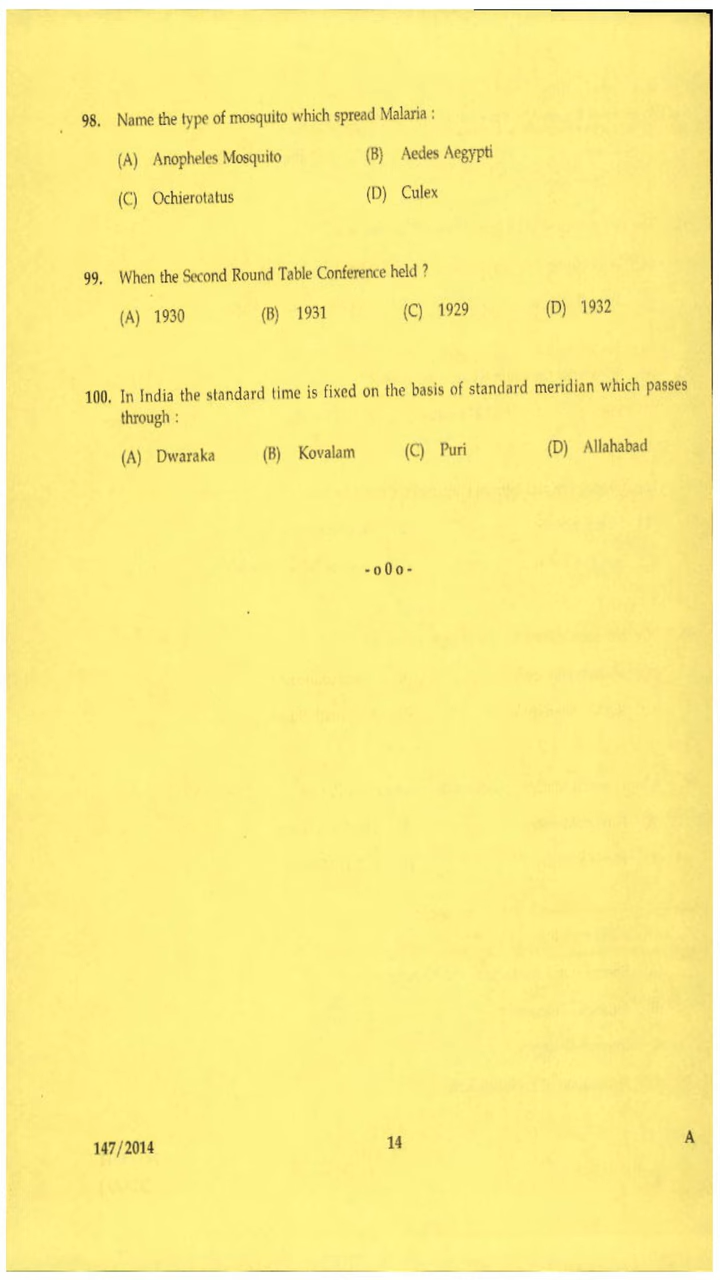 98. Name the type of mosquito which spread Malaria :
(A) Anopheles Mosquito (B) Aedes Aegypti
(C) Ochierotatus (D) Culex
99. When the Second Round Table Conference held ?
(A) 1930 (B) 1931 (C) 1929 (D) 1932
100. In India the standard time is fixed on the basis of standard meridian which passes
through :
(A) Dwaraka (B) Kovalam (C) Puri (D) Allahabad
- o 0 o -
147/2014 14 A